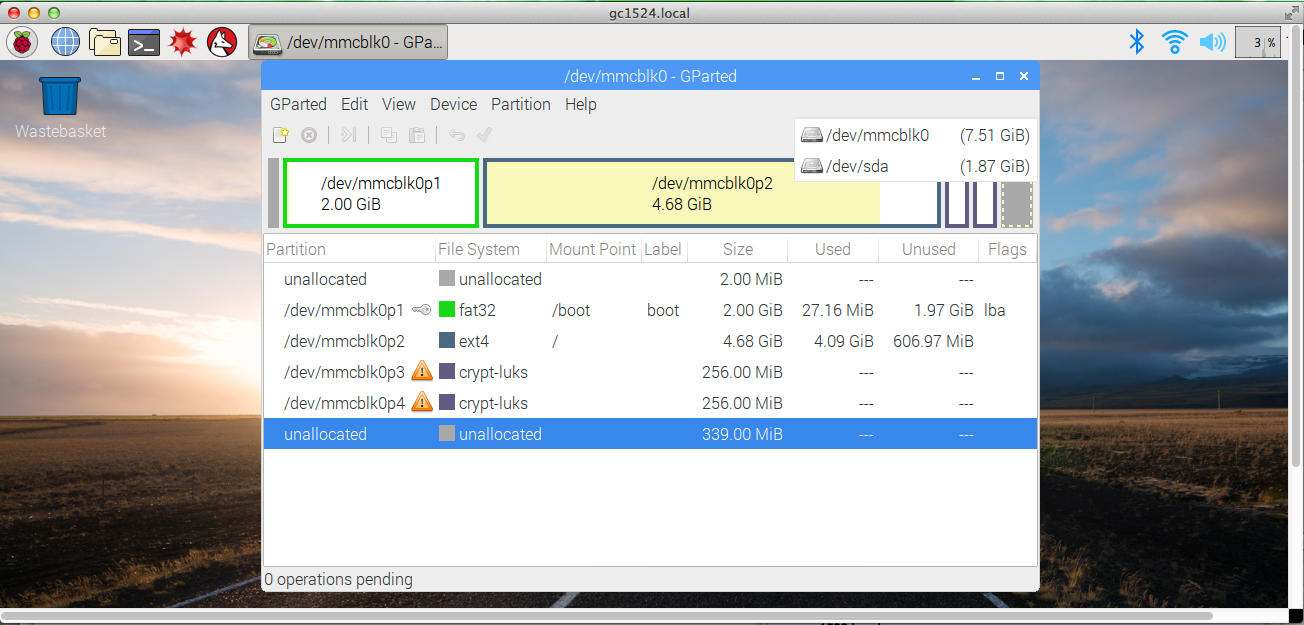 gc1524.local
/dev/mmcblk0 - GPa...
3 %
Wastebasket
/dev/mmcblk0 - GParted
GParted Edit View Device Partition Help
/dev/mmcblk0 (7.51 GiB)
/dev/sda (1.87 GiB)
/dev/mmcblk0p1
2.00 GiB
/dev/mmcblk0p2
4.68 GiB
Partition File System Mount Point Label Size Used Unused Flags
unallocated unallocated 2.00 MiB --- ---
/dev/mmcblk0p1 fat32 /boot boot 2.00 GiB 27.16 MiB 1.97 GiB lba
/dev/mmcblk0p2 ext4 / 4.68 GiB 4.09 GiB 606.97 MiB
/dev/mmcblk0p3 crypt-luks 256.00 MiB --- ---
/dev/mmcblk0p4 crypt-luks 256.00 MiB --- ---
unallocated unallocated 339.00 MiB --- ---
0 operations pending